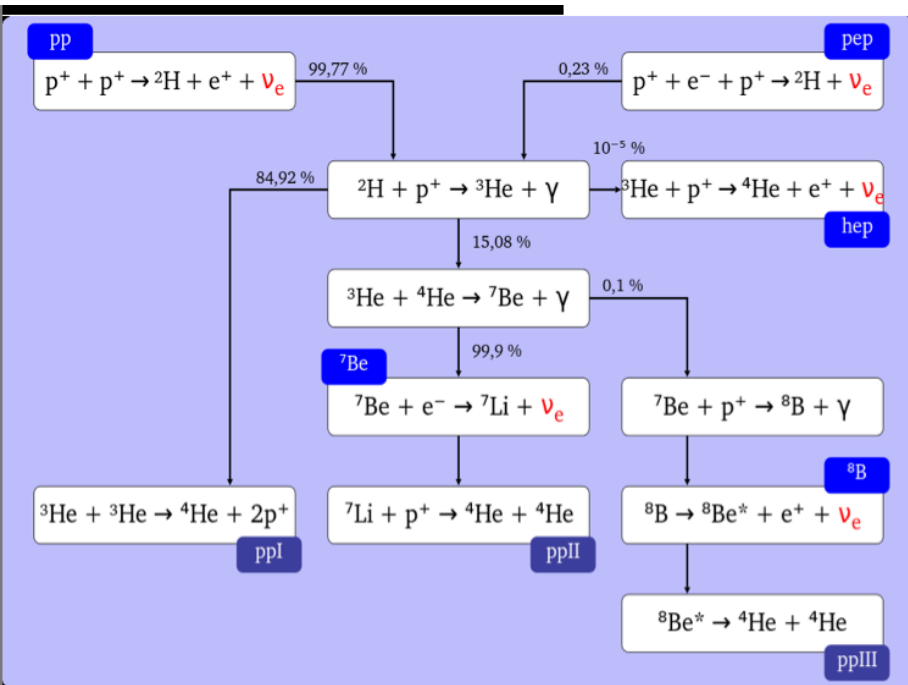 pp
pep
p⁺ + p⁺ → ²H + e⁺ + νₑ
99,77 %
0,23 %
p⁺ + e⁻ + p⁺ → ²H + νₑ
10⁻⁵ %
84,92 %
²H + p⁺ → ³He + γ
³He + p⁺ → ⁴He + e⁺ + νₑ
hep
15,08 %
³He + ⁴He → ⁷Be + γ
0,1 %
99,9 %
⁷Be
⁷Be + e⁻ → ⁷Li + νₑ
⁷Be + p⁺ → ⁸B + γ
⁸B
³He + ³He → ⁴He + 2p⁺
⁷Li + p⁺ → ⁴He + ⁴He
⁸B → ⁸Be* + e⁺ + νₑ
ppI
ppII
⁸Be* → ⁴He + ⁴He
ppIII